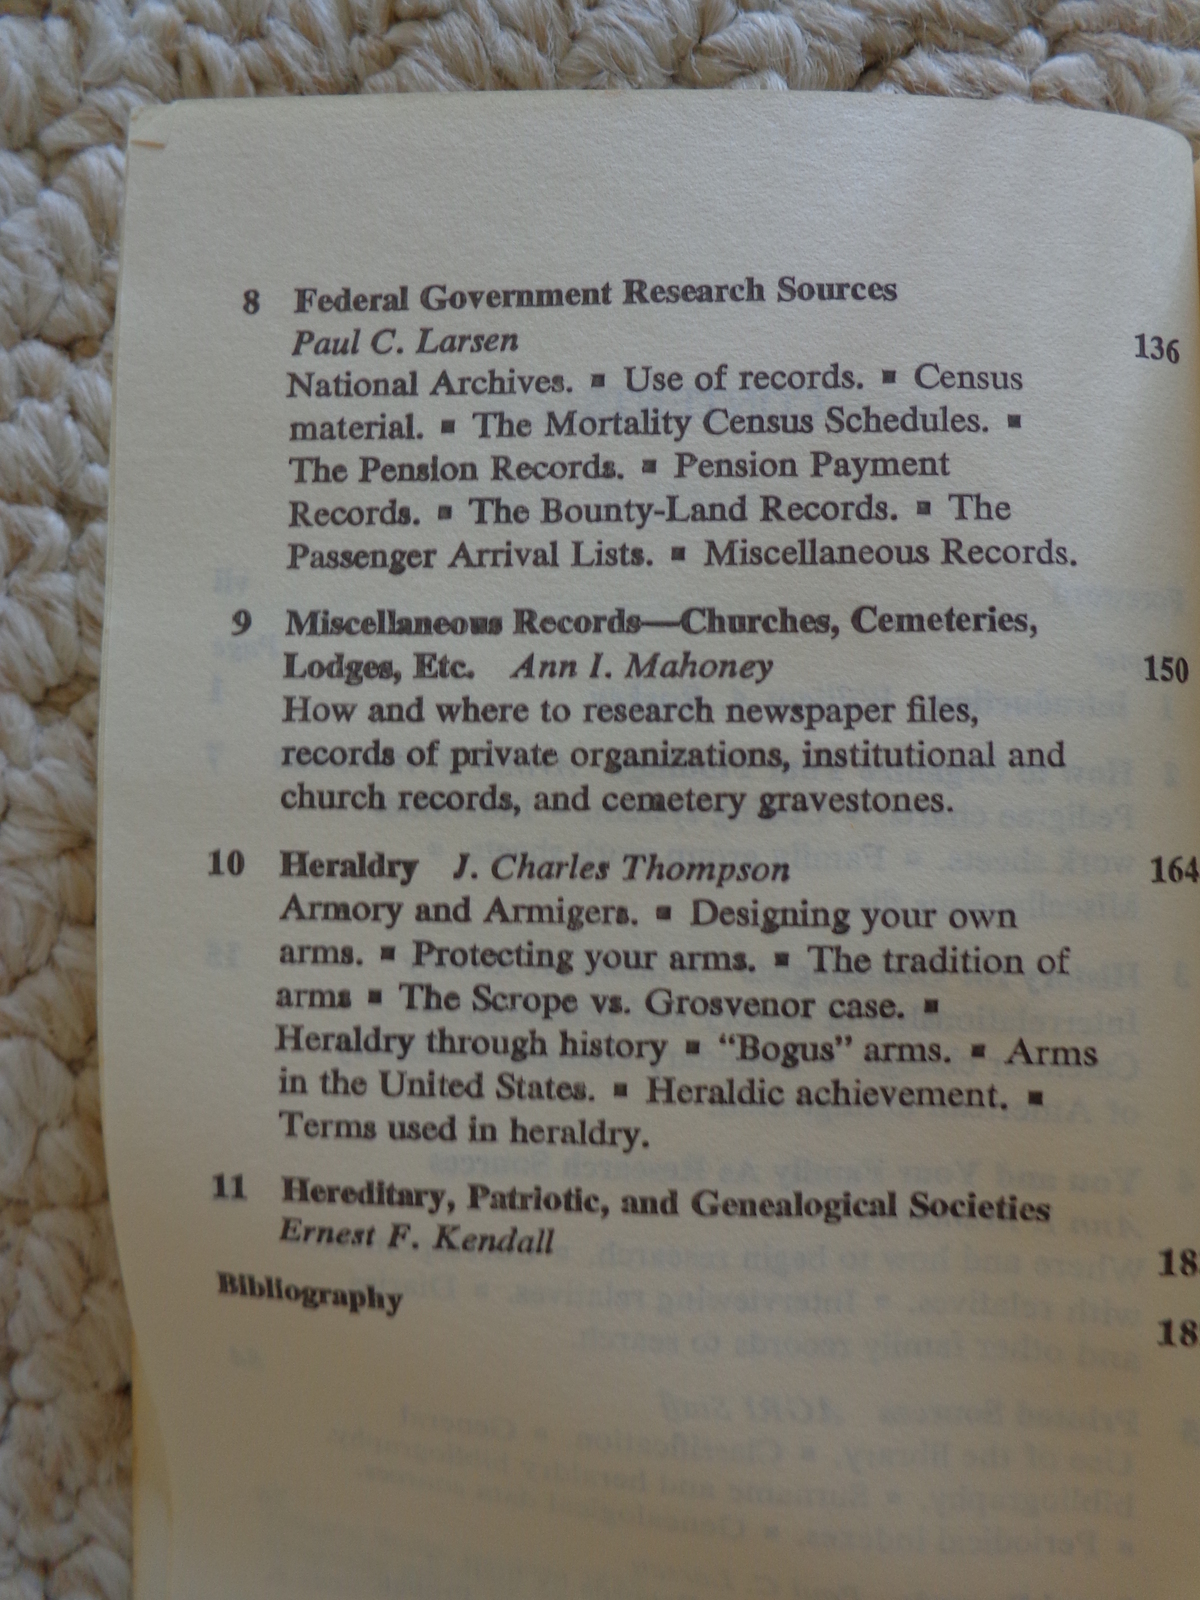 8 Federal Government Research Sources
Paul C. Larsen 136
National Archives. ▪ Use of records. ▪ Census
material. ▪ The Mortality Census Schedules. ▪
The Pension Records. ▪ Pension Payment
Records. ▪ The Bounty-Land Records. ▪ The
Passenger Arrival Lists. ▪ Miscellaneous Records.
9 Miscellaneous Records—Churches, Cemeteries,
Lodges, Etc. Ann I. Mahoney 150
How and where to research newspaper files,
records of private organizations, institutional and
church records, and cemetery gravestones.
10 Heraldry J. Charles Thompson 164
Armory and Armigers. ▪ Designing your own
arms. ▪ Protecting your arms. ▪ The tradition of
arms ▪ The Scrope vs. Grosvenor case. ▪
Heraldry through history ▪ “Bogus” arms. ▪ Arms
in the United States. ▪ Heraldic achievement. ▪
Terms used in heraldry.
11 Hereditary, Patriotic, and Genealogical Societies
Ernest F. Kendall 18
Bibliography 18